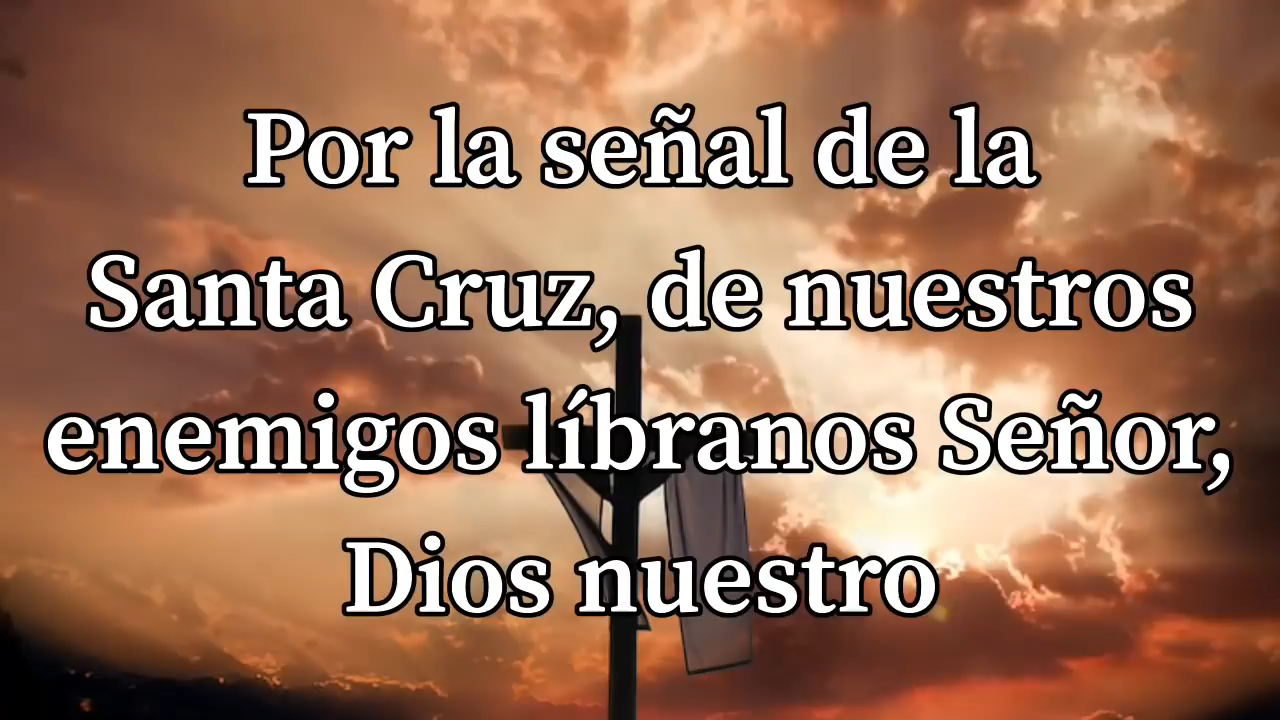 Por la señal de la
Santa Cruz, de nuestros
enemigos líbranos Señor,
Dios nuestro